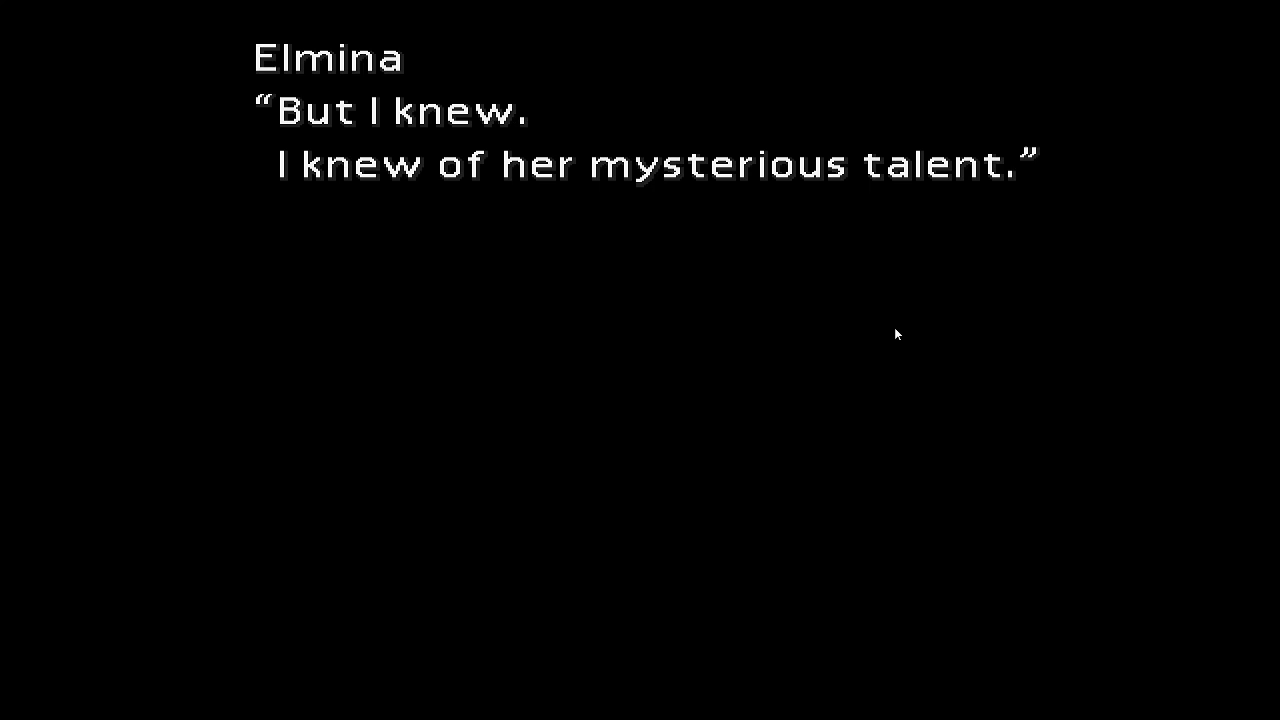 Elmina
“But I knew.
I knew of her mysterious talent.”